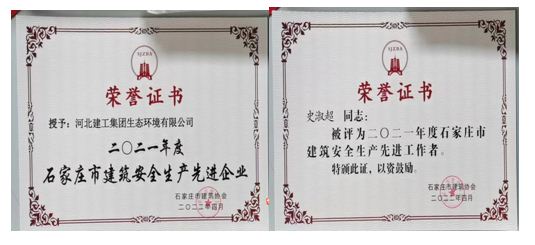 SJZBA
荣誉证书
授予：河北建工集团生态环境有限公司
二〇二一年度
石家庄市建筑安全生产先进企业
石家庄市建筑协会
二〇二二年四月
SJZBA
荣誉证书
史淑超 同志：
被评为二〇二一年度石家庄市
建筑安全生产先进工作者。
特颁此证，以资鼓励。
石家庄市建筑协会
二〇二二年四月